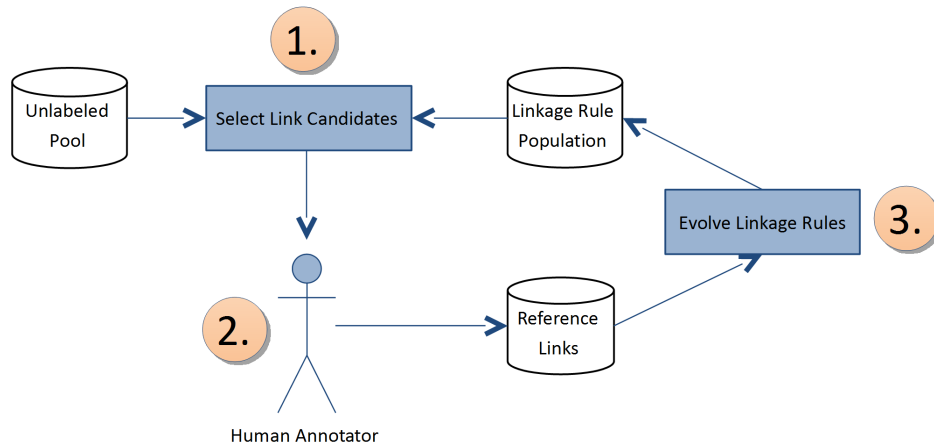 1.
Unlabeled
Pool
Select Link Candidates
Linkage Rule
Population
Evolve Linkage Rules
3.
2.
Reference
Links
Human Annotator